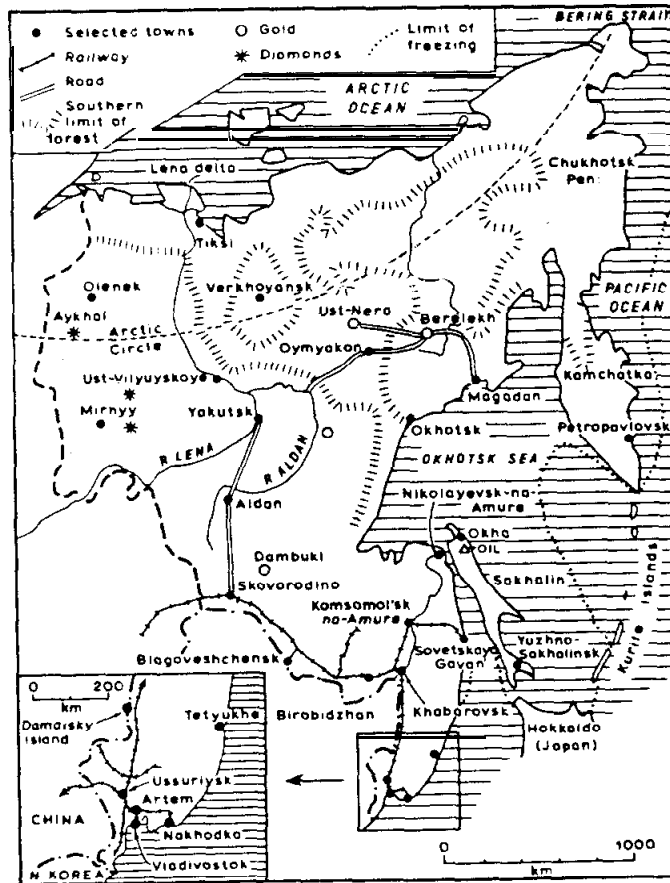 Selected towns
Railway
Road
Southern limit of forest
Gold
Diamonds
Limit of freezing
BERING STRAIT
ARCTIC OCEAN
Lena delta
Chukhotsk Pen.
Tiksi
PACIFIC OCEAN
Olenek
Verkhoyansk
Aykhal
Ust-Nera
Berelekh
Arctic Circle
Oymyakon
Kamchatka
Ust-Vilyuyskoye
Magadan
Mirnyy
Yakutsk
Okhotsk
Petropavlovsk
R LENA
R ALDAN
OKHOTSK SEA
Nikolayevsk-na-Amure
Aldan
Okha
OIL
Dambuki
Sakhalin
Skovorodino
Komsomol'sk na-Amure
Kurile Islands
Sovetskaya Gavan
Yuzhno-Sakhalinsk
Blagoveshchensk
Birobidzhan
Khabarovsk
Hokkaido (Japan)
0 200
km
Damansky Island
Tetyukhe
Ussuriysk
Artem
CHINA
Nakhodka
N KOREA
Vladivostok
0 1000
km